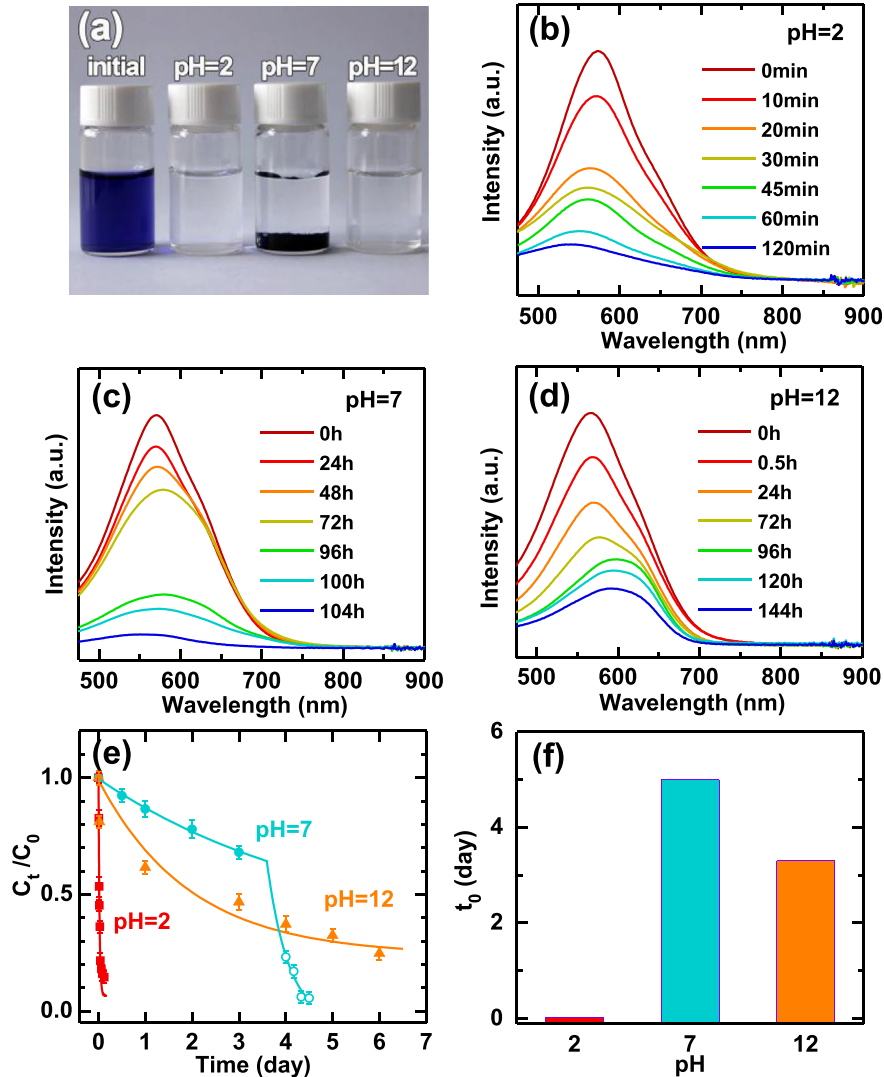 (a)
initial pH=2 pH=7 pH=12
(b)
pH=2
0min
10min
20min
30min
45min
60min
120min
Intensity (a.u.)
500 600 700 800 900
Wavelength (nm)
(c)
pH=7
0h
24h
48h
72h
96h
100h
104h
Intensity (a.u.)
500 600 700 800 900
Wavelength (nm)
(d)
pH=12
0h
0.5h
24h
72h
96h
120h
144h
Intensity (a.u.)
500 600 700 800 900
Wavelength (nm)
(e)
1.0
0.5
0.0
C_t/C_0
pH=7
pH=12
pH=2
0 1 2 3 4 5 6 7
Time (day)
(f)
6
4
2
0
t_0 (day)
2 7 12
pH